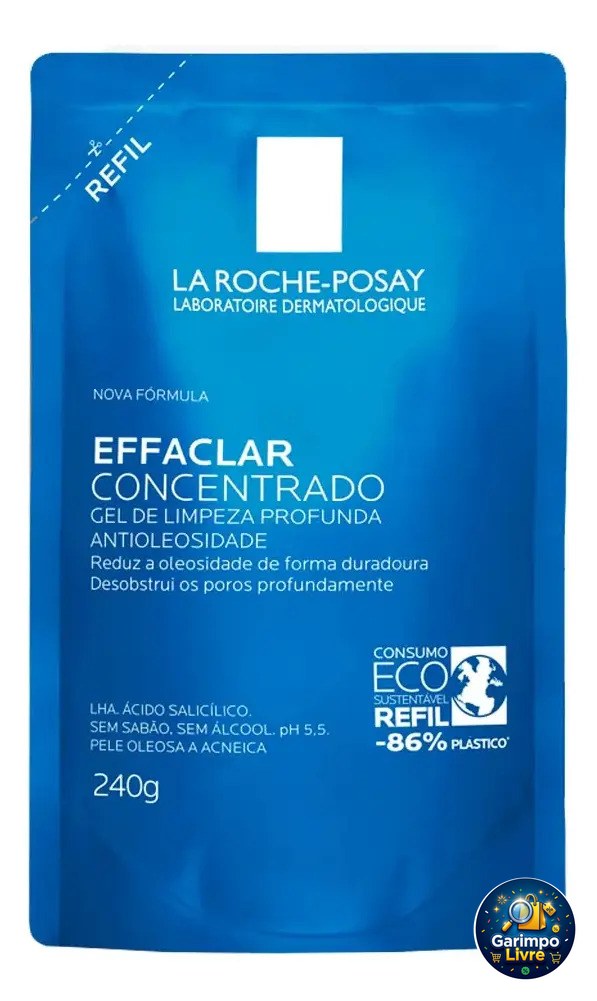 REFIL
LA ROCHE-POSAY
LABORATOIRE DERMATOLOGIQUE
NOVA FÓRMULA
EFFACLAR
CONCENTRADO
GEL DE LIMPEZA PROFUNDA
ANTIOLEOSIDADE
Reduz a oleosidade de forma duradoura
Desobstrui os poros profundamente
CONSUMO
ECO
SUSTENTÁVEL
REFIL
-86% PLÁSTICO*
LHA. ÁCIDO SALICÍLICO.
SEM SABÃO, SEM ÁLCOOL. pH 5,5.
PELE OLEOSA A ACNEICA
240g
Garimpo
Livre